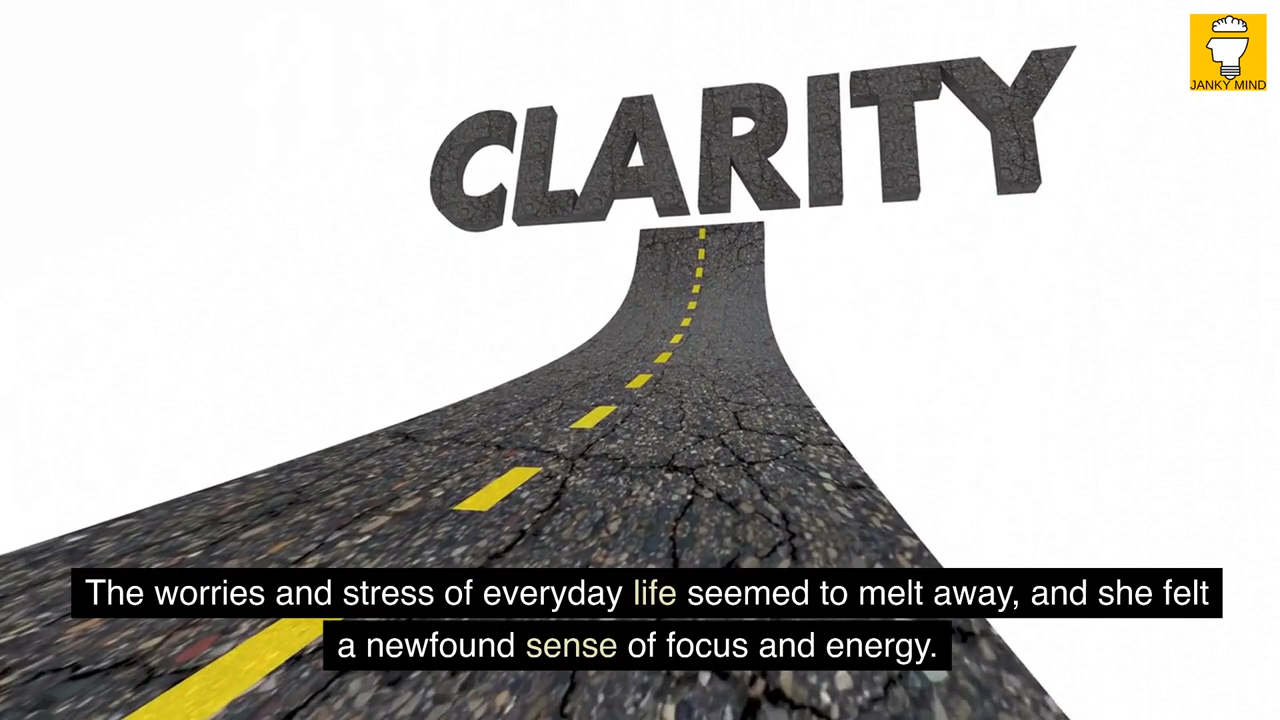 JANKY MIND
CLARITY
The worries and stress of everyday life seemed to melt away, and she felt
a newfound sense of focus and energy.